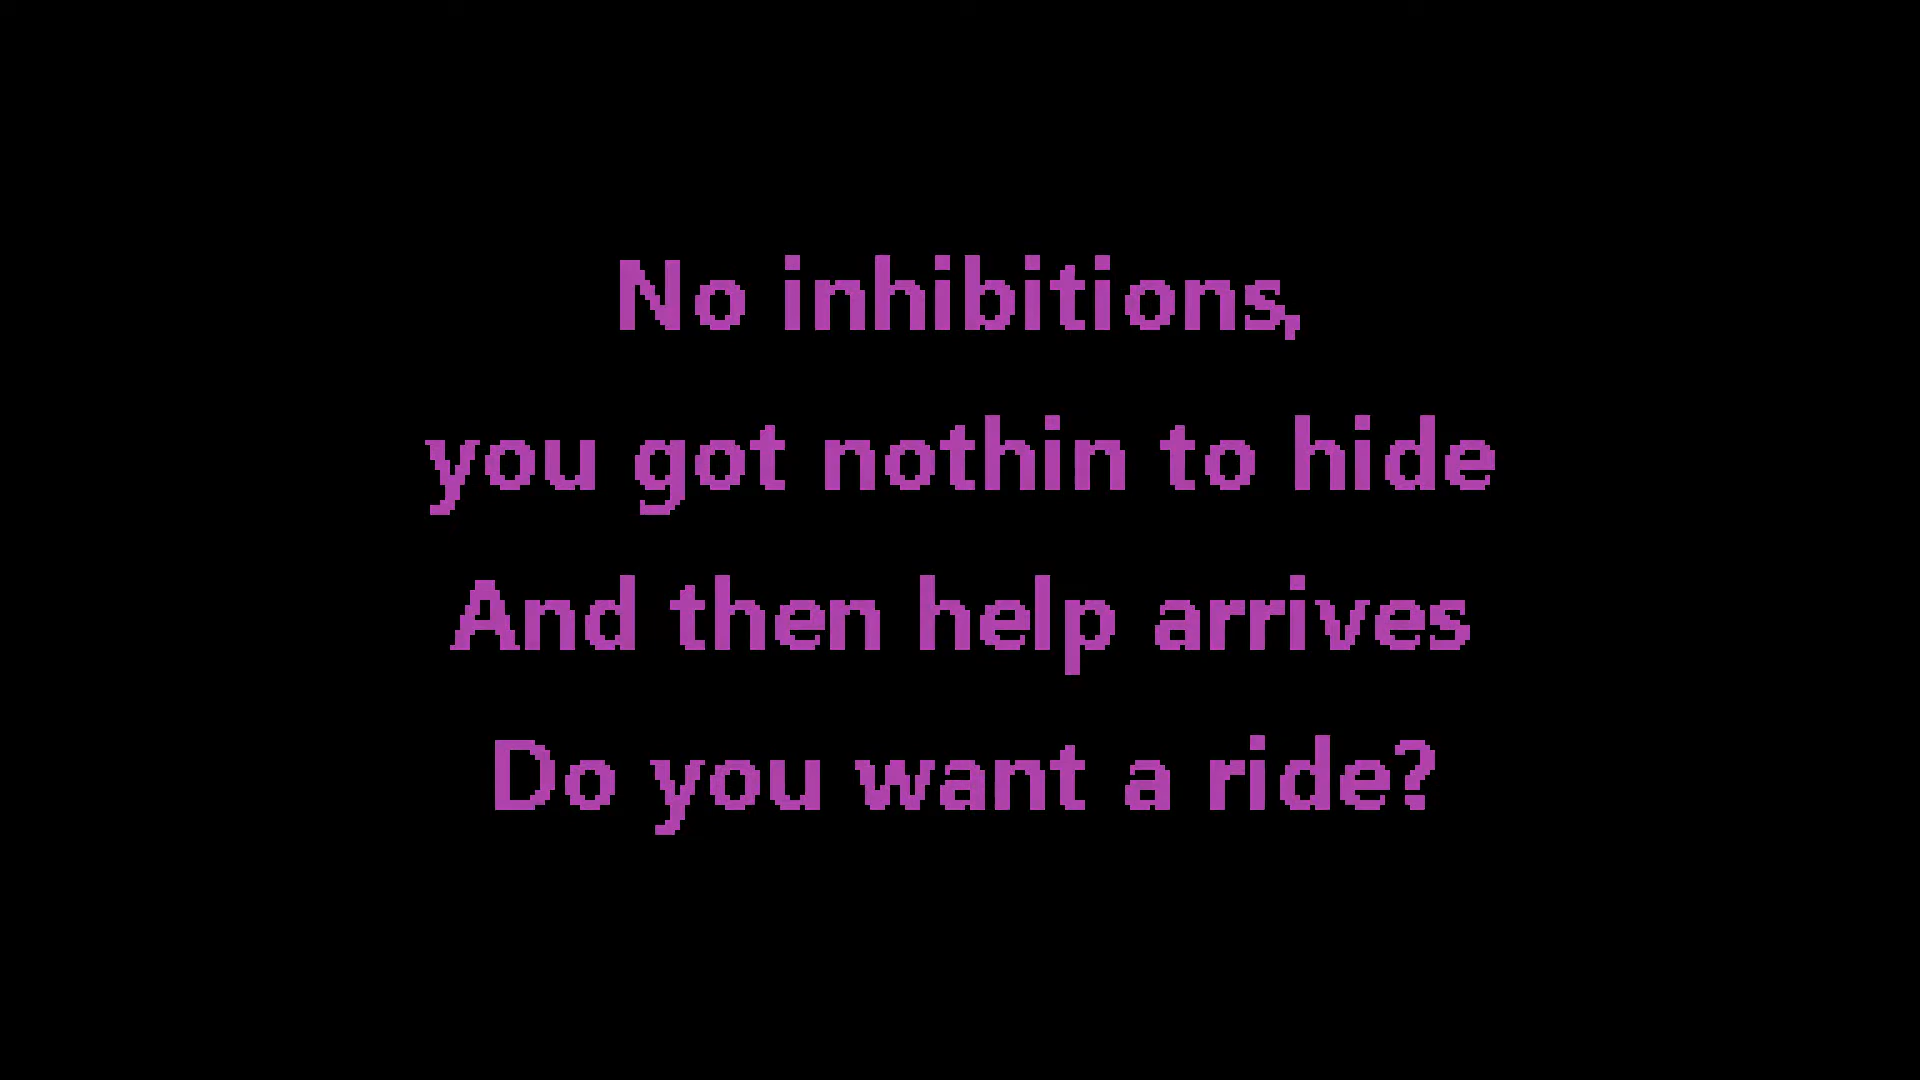 No inhibitions,
you got nothin to hide
And then help arrives
Do you want a ride?